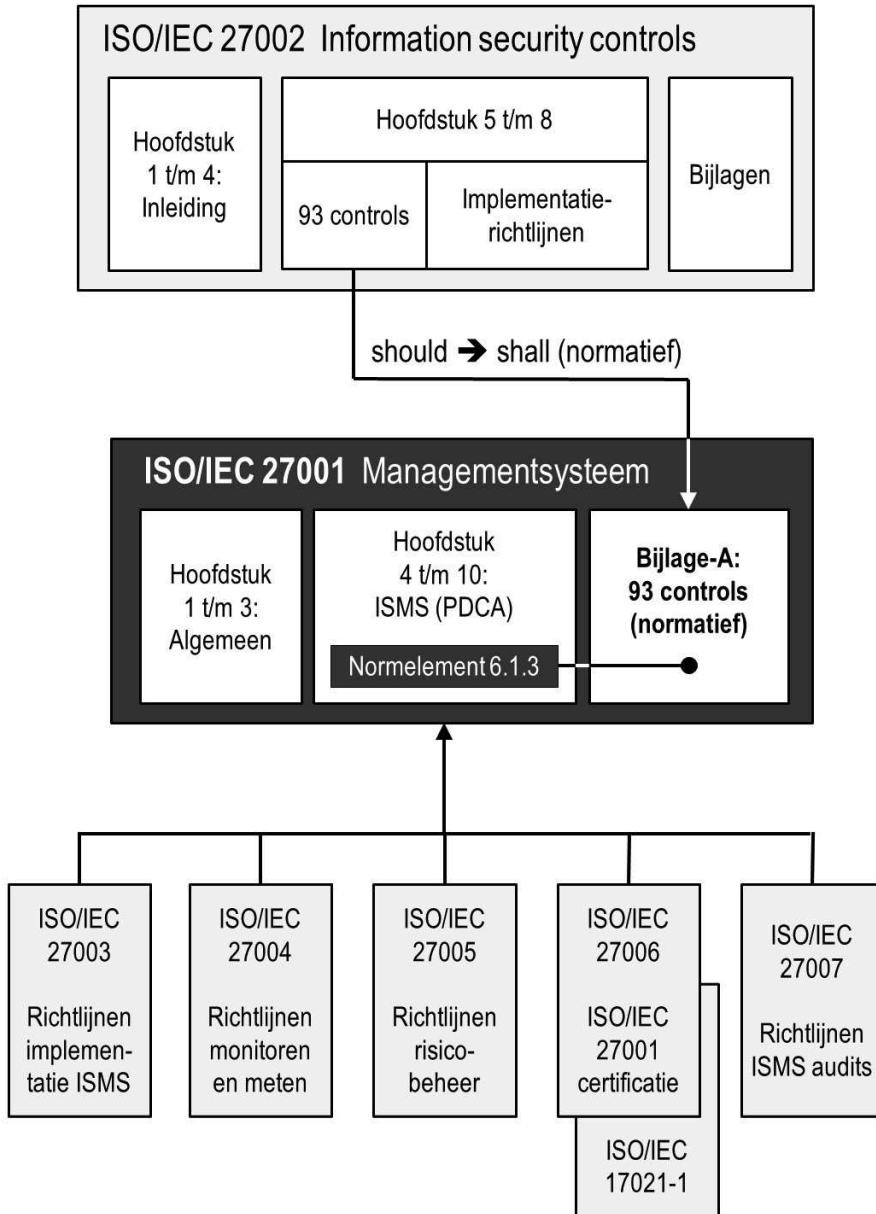 ISO/IEC 27002 Information security controls
Hoofdstuk
1 t/m 4:
Inleiding
Hoofdstuk 5 t/m 8
93 controls
Implementatie-
richtlijnen
Bijlagen
should ➔ shall (normatief)
ISO/IEC 27001 Managementsysteem
Hoofdstuk
1 t/m 3:
Algemeen
Hoofdstuk
4 t/m 10:
ISMS (PDCA)
Normelement 6.1.3
Bijlage-A:
93 controls
(normatief)
ISO/IEC
27003
Richtlijnen
implemen-
tatie ISMS
ISO/IEC
27004
Richtlijnen
monitoren
en meten
ISO/IEC
27005
Richtlijnen
risico-
beheer
ISO/IEC
27006
ISO/IEC
27001
certificatie
ISO/IEC
17021-1
ISO/IEC
27007
Richtlijnen
ISMS audits